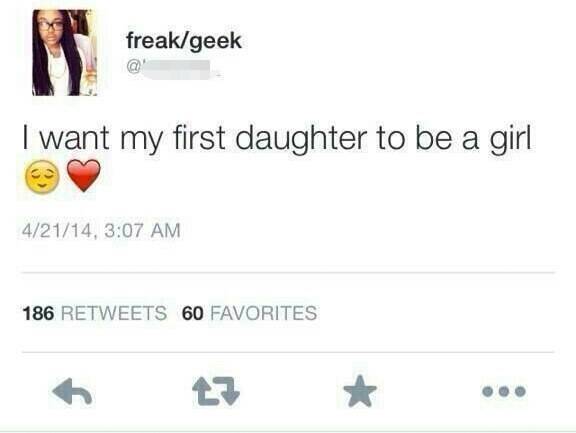 freak/geek
@
I want my first daughter to be a girl
😌❤️
4/21/14, 3:07 AM
186 RETWEETS 60 FAVORITES